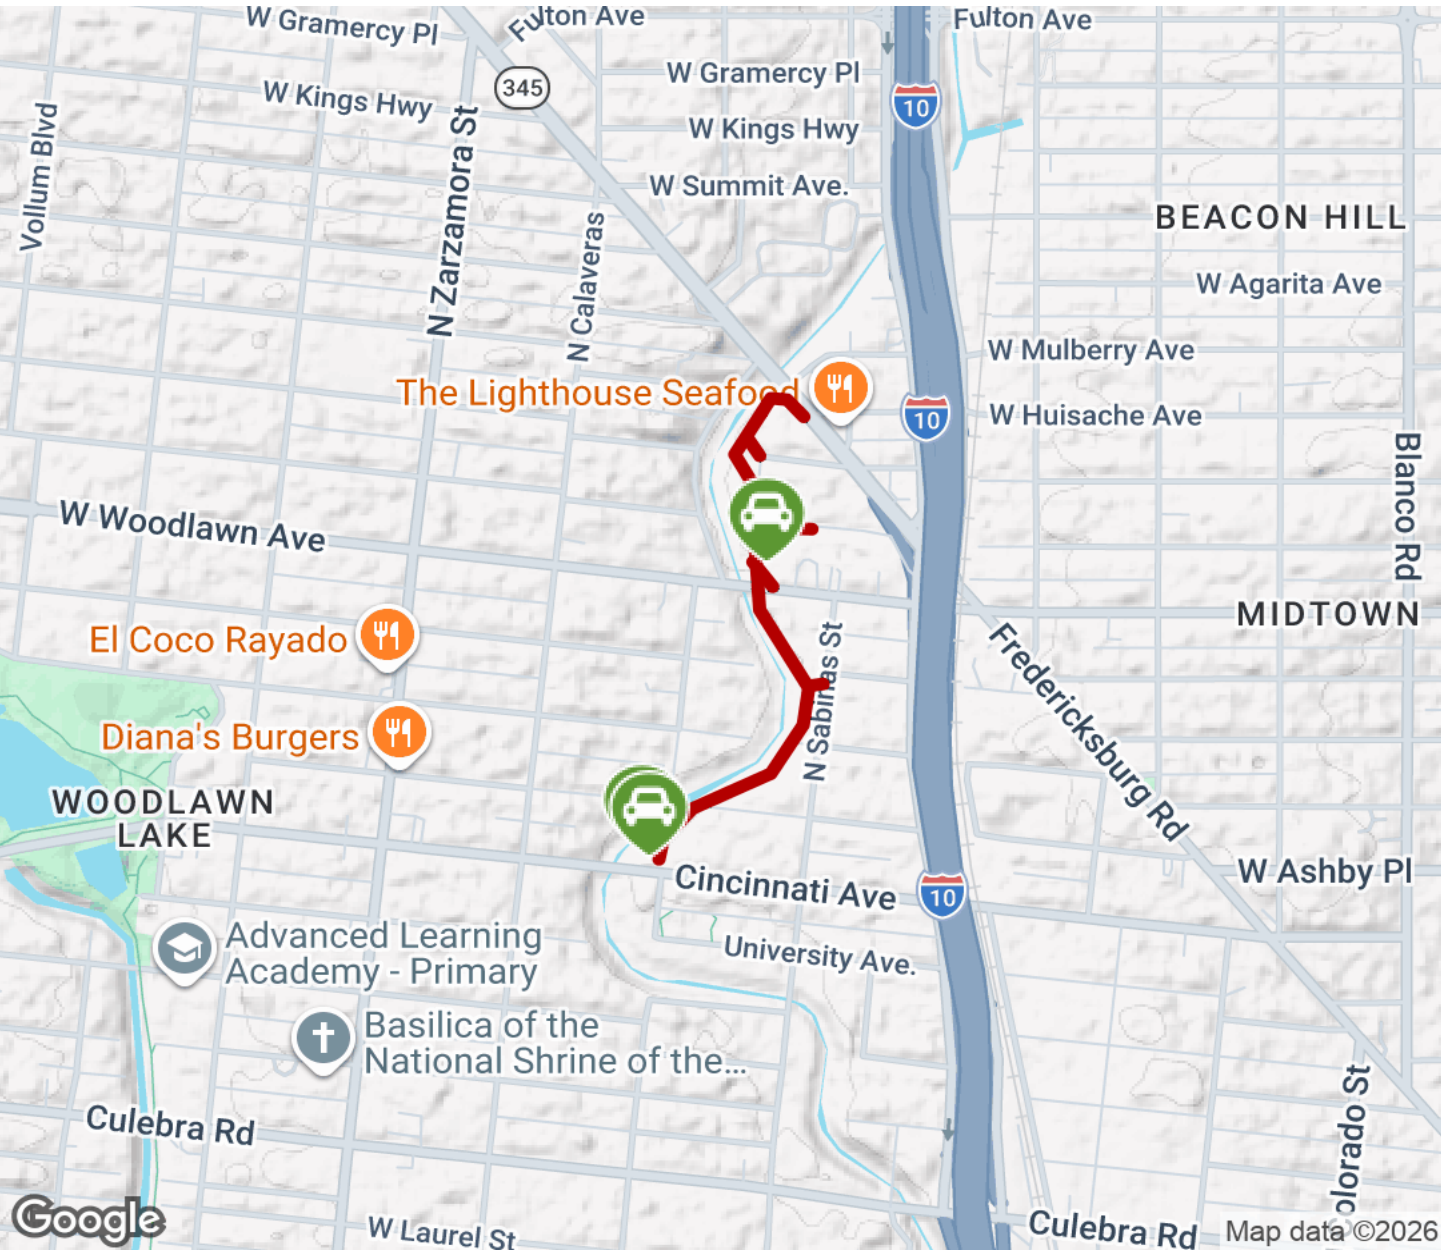 W Gramercy Pl
Fulton Ave
Fulton Ave
W Gramercy Pl
345
W Kings Hwy
10
W Kings Hwy
Vollum Blvd
N Zarzamora St
W Summit Ave.
BEACON HILL
N Calaveras
W Agarita Ave
W Mulberry Ave
The Lighthouse Seafood
10
W Huisache Ave
Blanco Rd
W Woodlawn Ave
MIDTOWN
El Coco Rayado
Fredericksburg Rd
N Sabinas St
Diana's Burgers
WOODLAWN
LAKE
Cincinnati Ave
10
W Ashby Pl
Advanced Learning
Academy - Primary
University Ave.
Basilica of the
National Shrine of the...
Culebra Rd
Colorado St
Google
W Laurel St
Culebra Rd
Map data ©2026